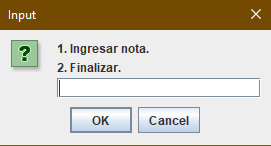 Input
1. Ingresar nota.
2. Finalizar.
OK
Cancel